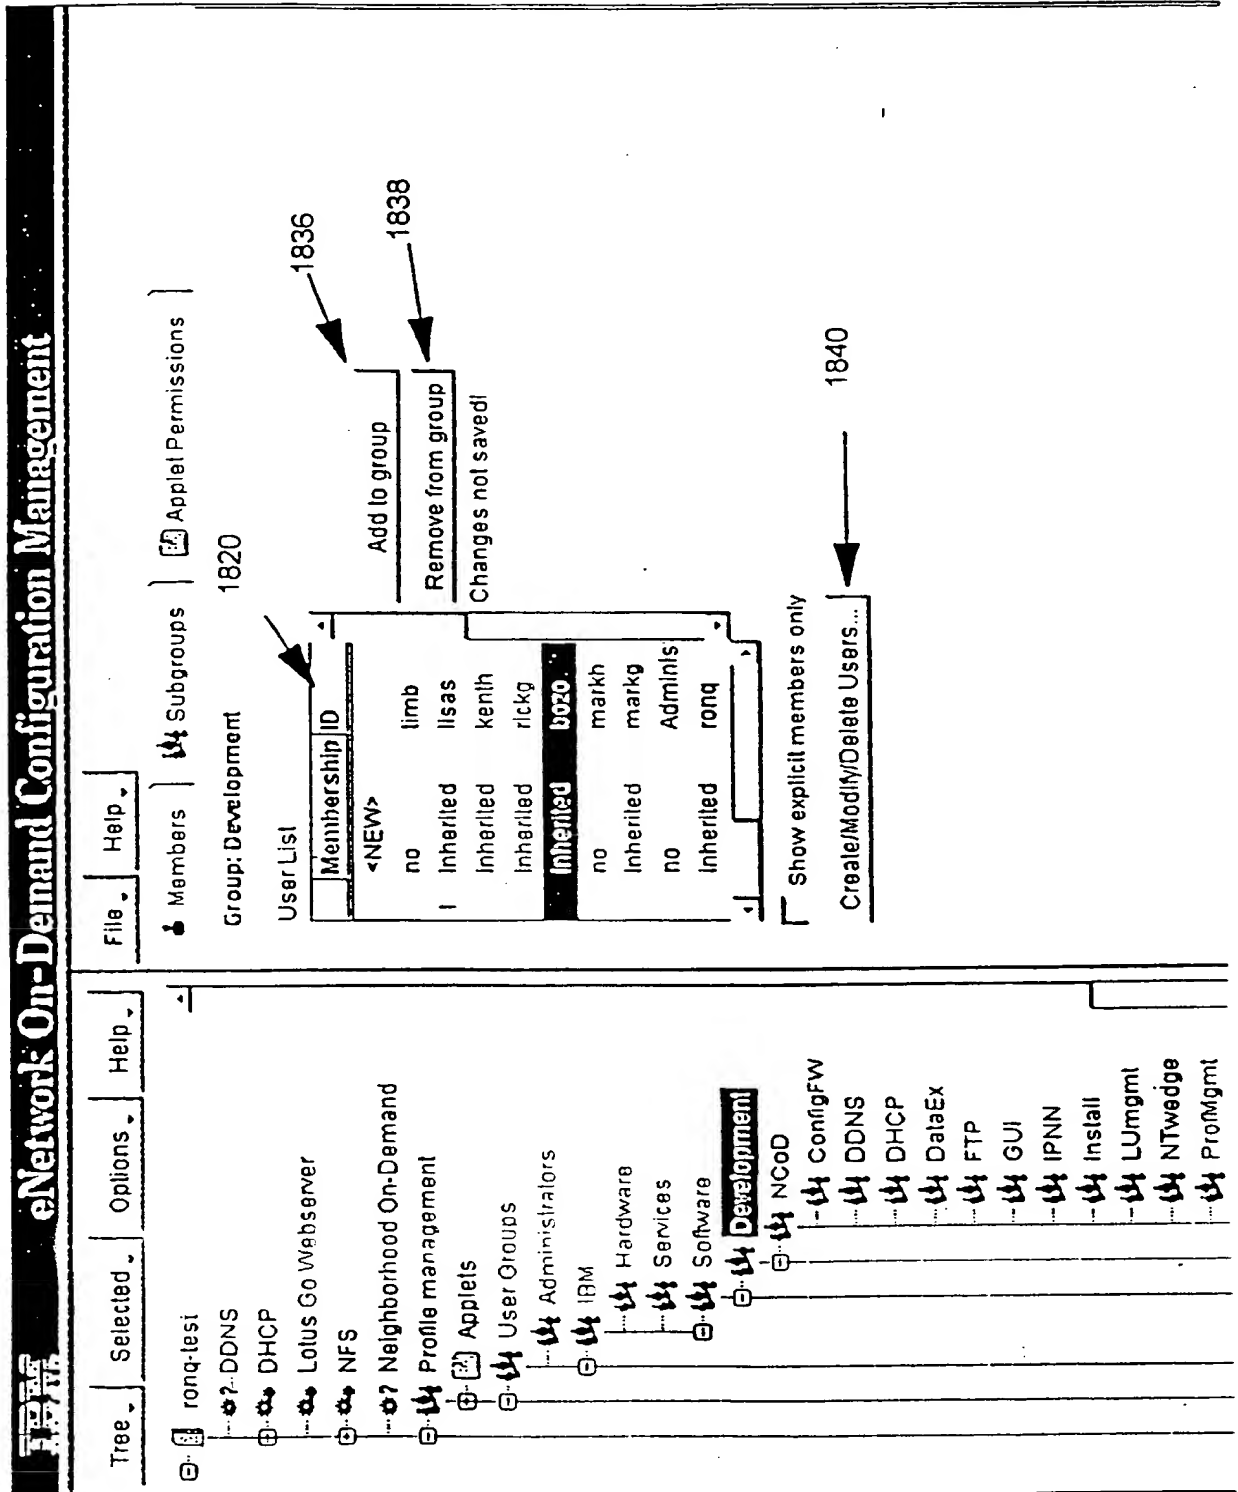 IBM eNetwork On-Demand Configuration Management
Tree Selected Options Help
ronq-test
DDNS
DHCP
Lotus Go Webserver
NFS
Neighborhood On-Demand
Profile management
Applets
User Groups
Administrators
IBM
Hardware
Services
Software
Development
NCoD
ConfigFW
DDNS
DHCP
DataEx
FTP
GUI
IPNN
Install
LUmgmt
NTwedge
ProfMgmt
File Help
Members Subgroups Applet Permissions
Group: Development
1820
User List
Membership ID
<NEW>
no limb
Inherited lisas
Inherited kenth
Inherited rickg
Inherited bozo
no markh
Inherited markg
no Adminis
Inherited ronq
Add to group
1836
Remove from group
1838
Changes not saved!
Show explicit members only
Create/Modify/Delete Users...
1840